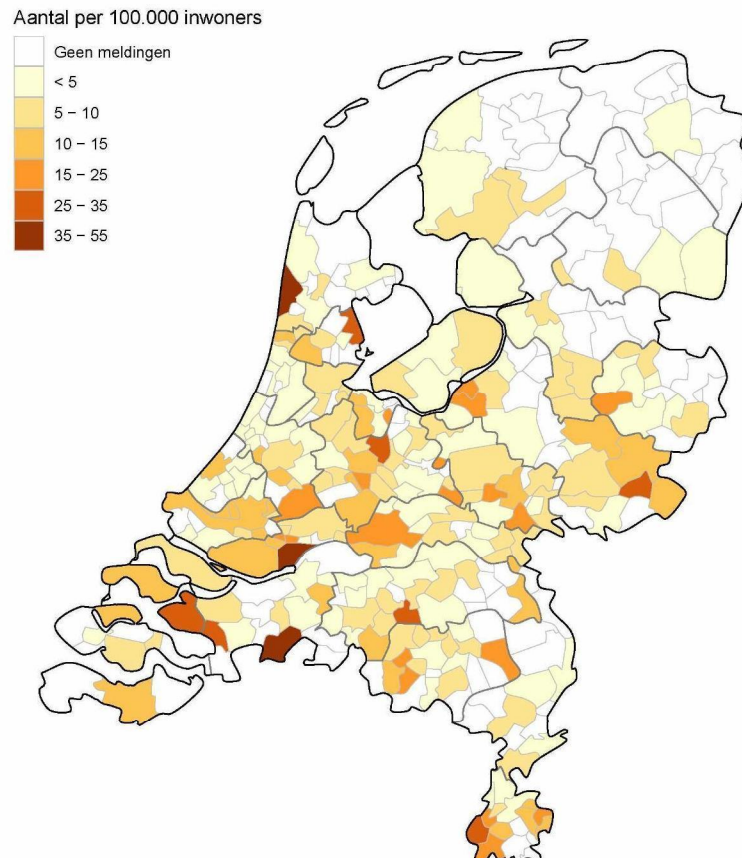 Aantal per 100.000 inwoners
Geen meldingen
< 5
5 – 10
10 – 15
15 – 25
25 – 35
35 – 55